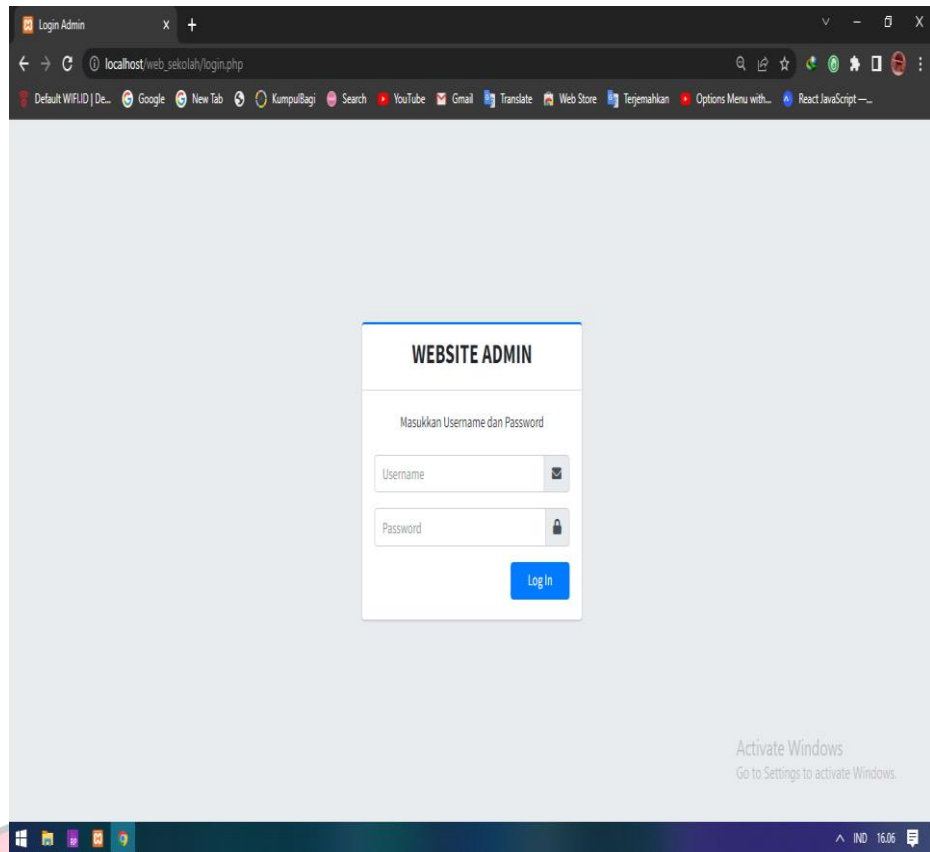 Login Admin
localhost/web_sekolah/login.php
Default WIFI.ID | De... Google New Tab KumpulBagi Search YouTube Gmail Translate Web Store Terjemahkan Options Menu with... React JavaScript —...
WEBSITE ADMIN
Masukkan Username dan Password
Username
Password
Log In
Activate Windows
Go to Settings to activate Windows.
IND 16.06